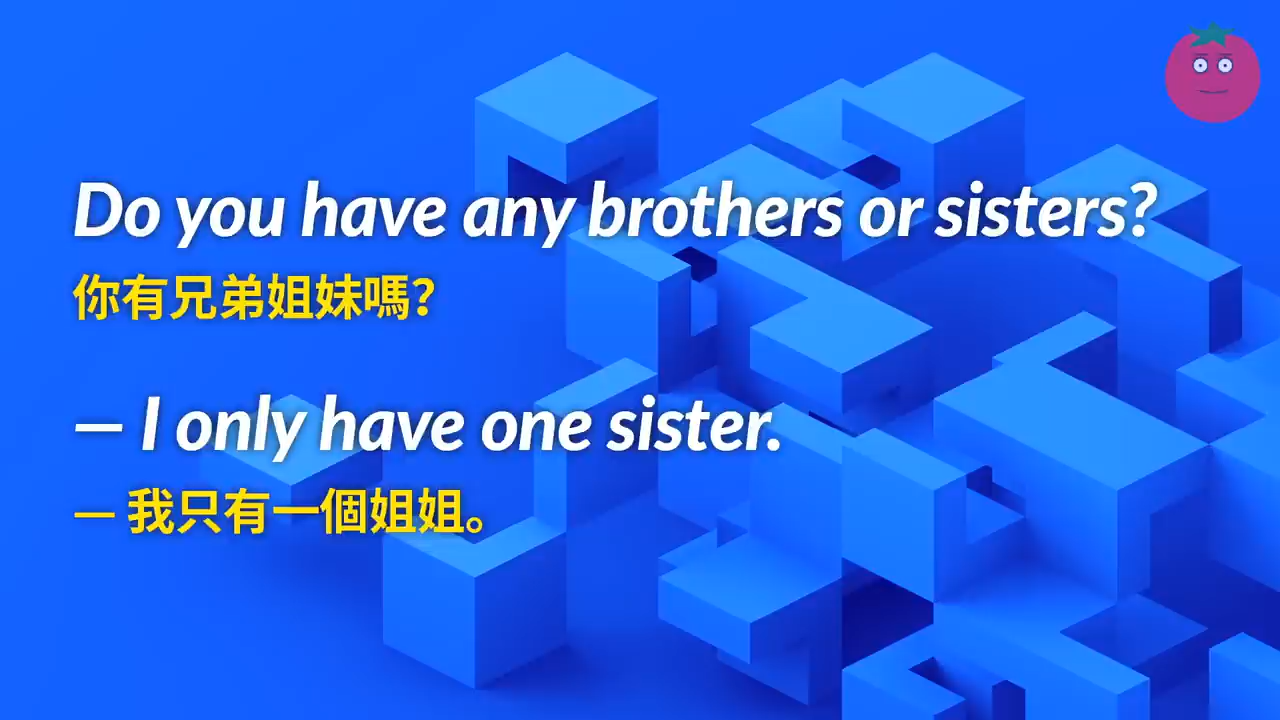 Do you have any brothers or sisters?
你有兄弟姐妹嗎？
— I only have one sister.
— 我只有一個姐姐。